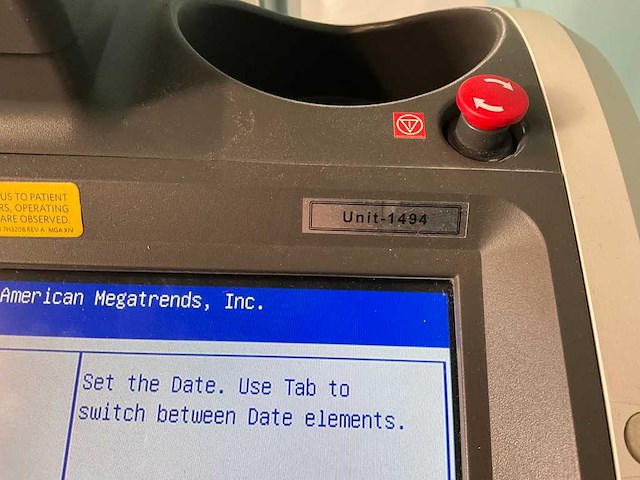 US TO PATIENT
RS, OPERATING
ARE OBSERVED.
Unit-1494
American Megatrends, Inc.
Set the Date. Use Tab to
switch between Date elements.